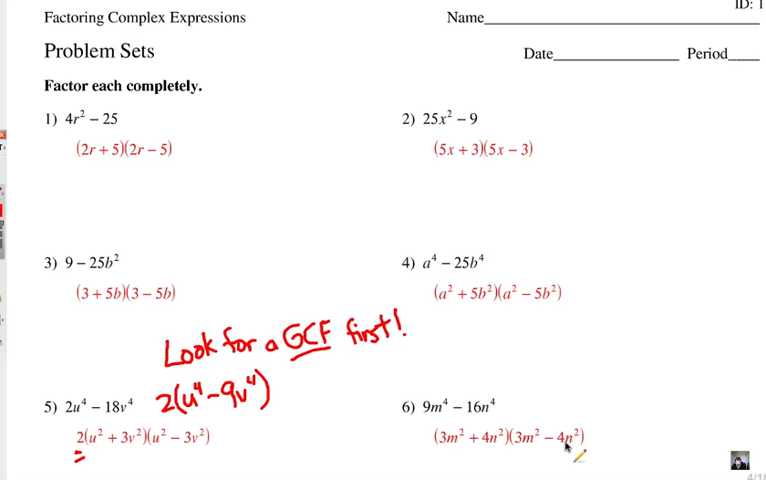 ID: 1
Factoring Complex Expressions Name____________________
Problem Sets Date____________ Period____
Factor each completely.
1) 4r² − 25 2) 25x² − 9
(2r + 5)(2r − 5) (5x + 3)(5x − 3)
3) 9 − 25b² 4) a⁴ − 25b⁴
(3 + 5b)(3 − 5b) (a² + 5b²)(a² − 5b²)
Look for a GCF first!
2(u⁴ − 9v⁴)
5) 2u⁴ − 18v⁴ 6) 9m⁴ − 16n⁴
2(u² + 3v²)(u² − 3v²) (3m² + 4n²)(3m² − 4n²)